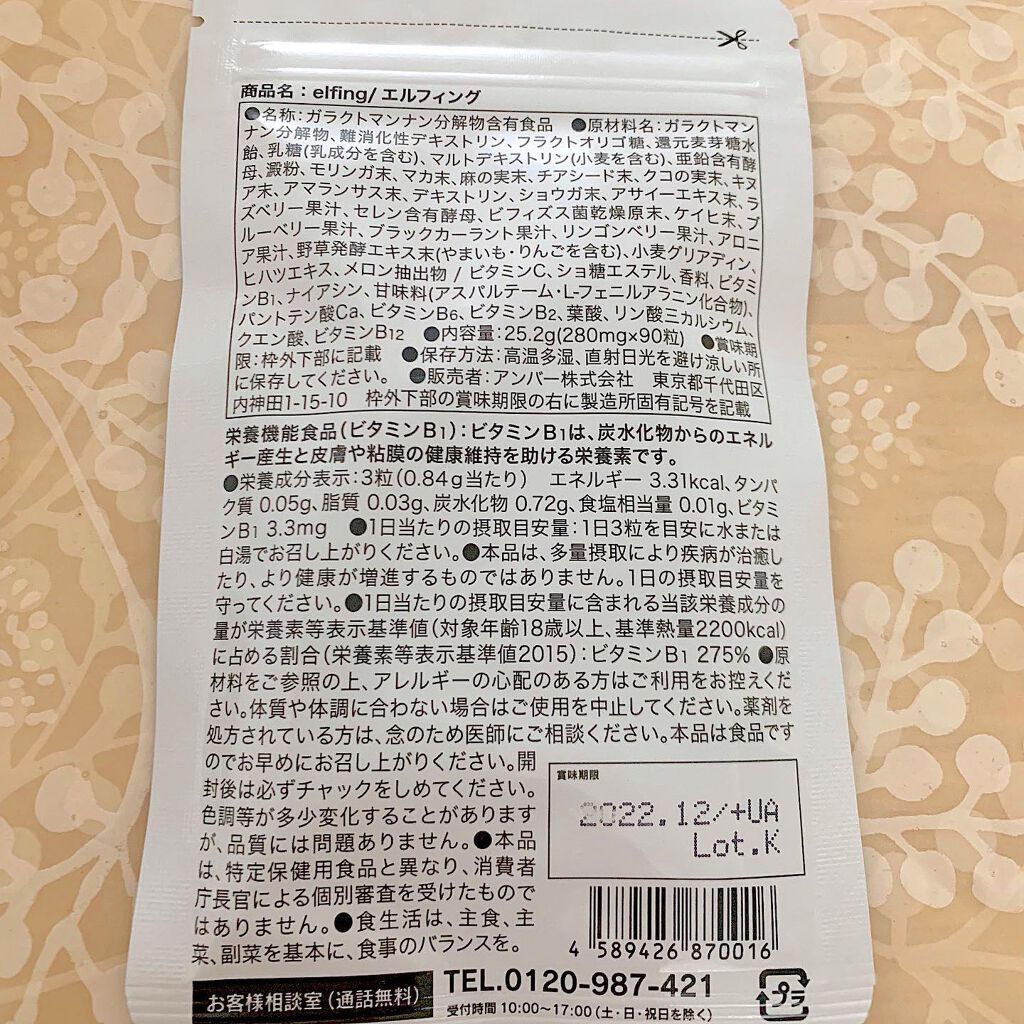 商品名：elfing/エルフィング
●名称：ガラクトマンナン分解物含有食品　●原材料名：ガラクトマン
ナン分解物、難消化性デキストリン、フラクトオリゴ糖、還元麦芽糖水
飴、乳糖(乳成分を含む)、マルトデキストリン(小麦を含む)、亜鉛含有酵
母、澱粉、モリンガ末、マカ末、麻の実末、チアシード末、クコの実末、キヌ
ア末、アマランサス末、デキストリン、ショウガ末、アサイーエキス末、ラ
ズベリー果汁、セレン含有酵母、ビフィズス菌乾燥原末、ケイヒ末、ブ
ルーベリー果汁、ブラックカーラント果汁、リンゴンベリー果汁、アロニ
ア果汁、野草発酵エキス末(やまいも・りんごを含む)、小麦グリアディン、
ヒハツエキス、メロン抽出物 / ビタミンC、ショ糖エステル、香料、ビタミ
ンB1、ナイアシン、甘味料(アスパルテーム・L-フェニルアラニン化合物)、
パントテン酸Ca、ビタミンB6、ビタミンB2、葉酸、リン酸三カルシウム、
クエン酸、ビタミンB12　●内容量：25.2g(280mg×90粒)　●賞味期
限：枠外下部に記載　●保存方法：高温多湿、直射日光を避け涼しい所
に保存してください。　●販売者：アンバー株式会社　東京都千代田区
内神田1-15-10　枠外下部の賞味期限の右に製造所固有記号を記載
栄養機能食品（ビタミンB1）：ビタミンB1は、炭水化物からのエネル
ギー産生と皮膚や粘膜の健康維持を助ける栄養素です。
●栄養成分表示：3粒（0.84g当たり）　エネルギー 3.31kcal、タンパ
ク質 0.05g、脂質 0.03g、炭水化物 0.72g、食塩相当量 0.01g、ビタミ
ンB1 3.3mg　●1日当たりの摂取目安量：1日3粒を目安に水または
白湯でお召し上がりください。●本品は、多量摂取により疾病が治癒し
たり、より健康が増進するものではありません。1日の摂取目安量を
守ってください。●1日当たりの摂取目安量に含まれる当該栄養成分の
量が栄養素等表示基準値（対象年齢18歳以上、基準熱量2200kcal)
に占める割合（栄養素等表示基準値2015）：ビタミンB1 275% ●原
材料をご参照の上、アレルギーの心配のある方はご利用をお控えくだ
さい。体質や体調に合わない場合はご使用を中止してください。薬剤を
処方されている方は、念のため医師にご相談ください。本品は食品です
のでお早めにお召し上がりください。開
封後は必ずチャックをしめてください。
色調等が多少変化することがあります
が、品質には問題ありません。●本品
は、特定保健用食品と異なり、消費者
庁長官による個別審査を受けたもので
はありません。●食生活は、主食、主
菜、副菜を基本に、食事のバランスを。
賞味期限
2022.12/+UA
Lot.K
4 589426 870016
お客様相談室（通話無料）
TEL.0120-987-421
受付時間 10:00～17:00（土・日・祝日を除く）
プラ